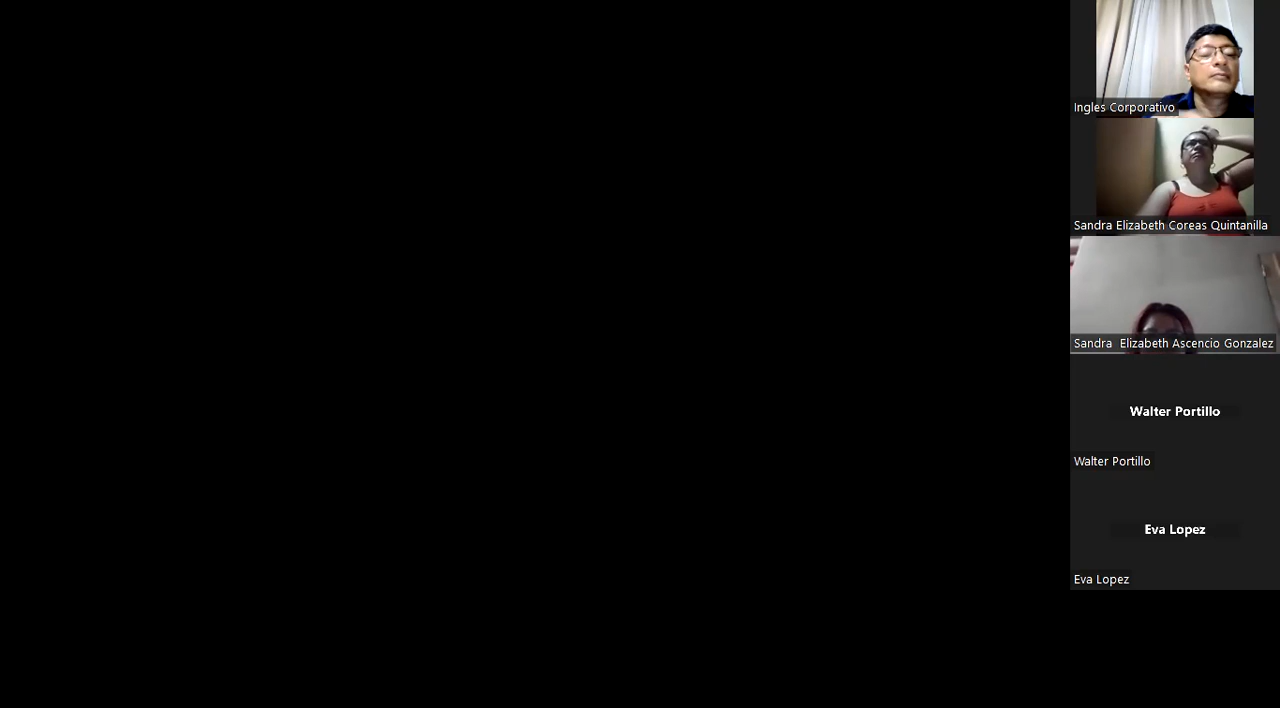 Ingles Corporativo
Sandra Elizabeth Coreas Quintanilla
Sandra  Elizabeth Ascencio Gonzalez
Walter Portillo
Walter Portillo
Eva Lopez
Eva Lopez